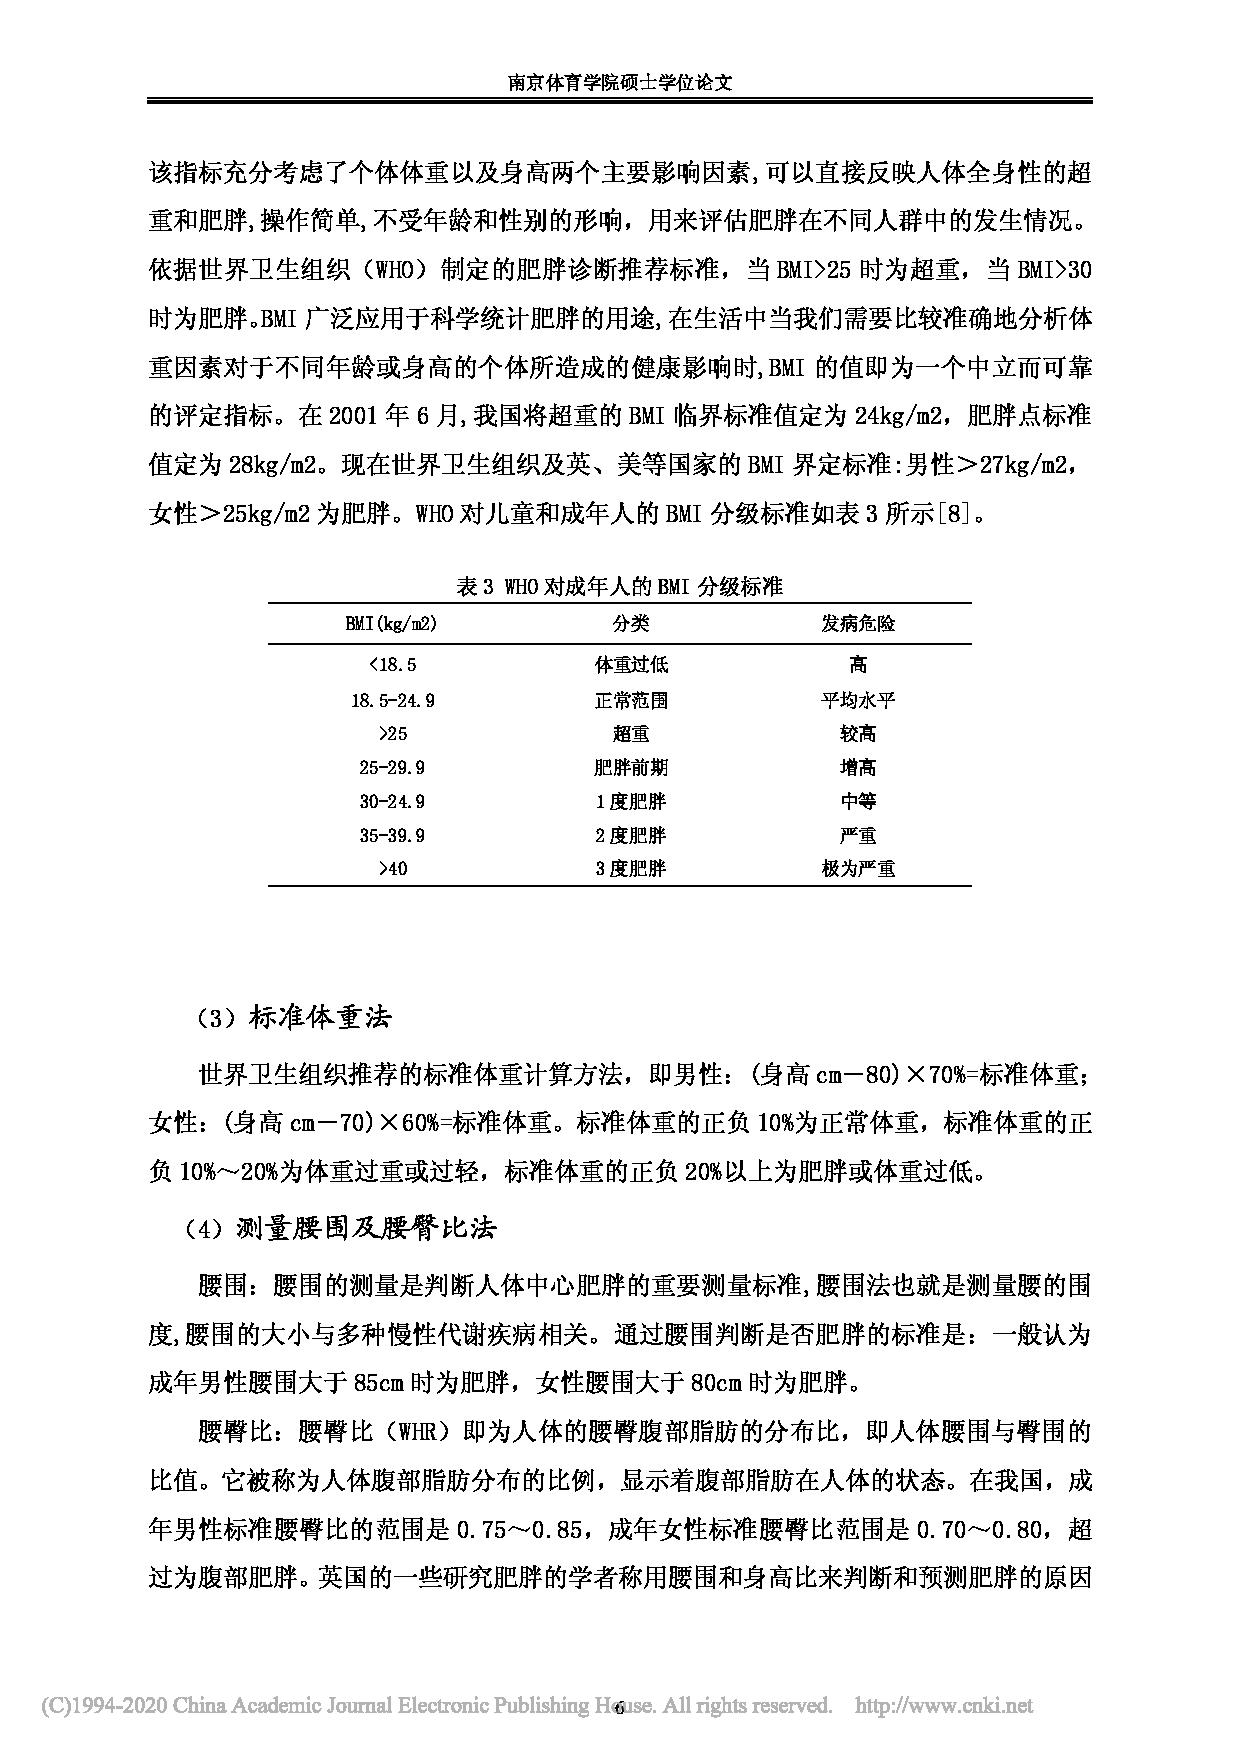 南京体育学院硕士学位论文
该指标充分考虑了个体体重以及身高两个主要影响因素,可以直接反映人体全身性的超
重和肥胖,操作简单,不受年龄和性别的形响，用来评估肥胖在不同人群中的发生情况。
依据世界卫生组织（WHO）制定的肥胖诊断推荐标准，当 BMI>25 时为超重，当 BMI>30
时为肥胖。BMI 广泛应用于科学统计肥胖的用途,在生活中当我们需要比较准确地分析体
重因素对于不同年龄或身高的个体所造成的健康影响时,BMI 的值即为一个中立而可靠
的评定指标。在 2001 年 6 月,我国将超重的 BMI 临界标准值定为 24kg/m2，肥胖点标准
值定为 28kg/m2。现在世界卫生组织及英、美等国家的 BMI 界定标准:男性＞27kg/m2，
女性＞25kg/m2 为肥胖。WHO 对儿童和成年人的 BMI 分级标准如表 3 所示[8]。
表 3 WHO 对成年人的 BMI 分级标准
BMI(kg/m2) 分类 发病危险
<18.5 体重过低 高
18.5-24.9 正常范围 平均水平
>25 超重 较高
25-29.9 肥胖前期 增高
30-24.9 1 度肥胖 中等
35-39.9 2 度肥胖 严重
>40 3 度肥胖 极为严重
（3）标准体重法
世界卫生组织推荐的标准体重计算方法，即男性：(身高 cm－80)×70%=标准体重；
女性：(身高 cm－70)×60%=标准体重。标准体重的正负 10%为正常体重，标准体重的正
负 10%～20%为体重过重或过轻，标准体重的正负 20%以上为肥胖或体重过低。
（4）测量腰围及腰臀比法
腰围：腰围的测量是判断人体中心肥胖的重要测量标准,腰围法也就是测量腰的围
度,腰围的大小与多种慢性代谢疾病相关。通过腰围判断是否肥胖的标准是：一般认为
成年男性腰围大于 85cm 时为肥胖，女性腰围大于 80cm 时为肥胖。
腰臀比：腰臀比（WHR）即为人体的腰臀腹部脂肪的分布比，即人体腰围与臀围的
比值。它被称为人体腹部脂肪分布的比例，显示着腹部脂肪在人体的状态。在我国，成
年男性标准腰臀比的范围是 0.75～0.85，成年女性标准腰臀比范围是 0.70～0.80，超
过为腹部肥胖。英国的一些研究肥胖的学者称用腰围和身高比来判断和预测肥胖的原因
6
(C)1994-2020 China Academic Journal Electronic Publishing House. All rights reserved. http://www.cnki.net